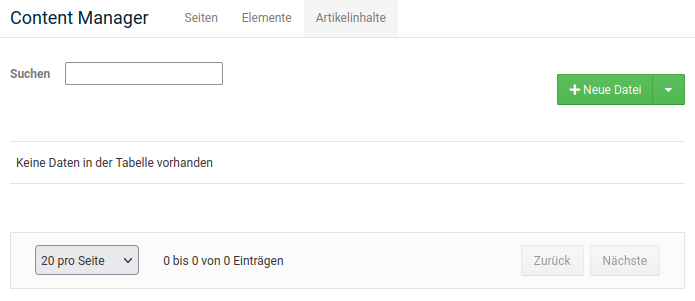 Content Manager Seiten Elemente Artikelinhalte
Suchen
Neue Datei
Keine Daten in der Tabelle vorhanden
20 pro Seite 0 bis 0 von 0 Einträgen Zurück Nächste